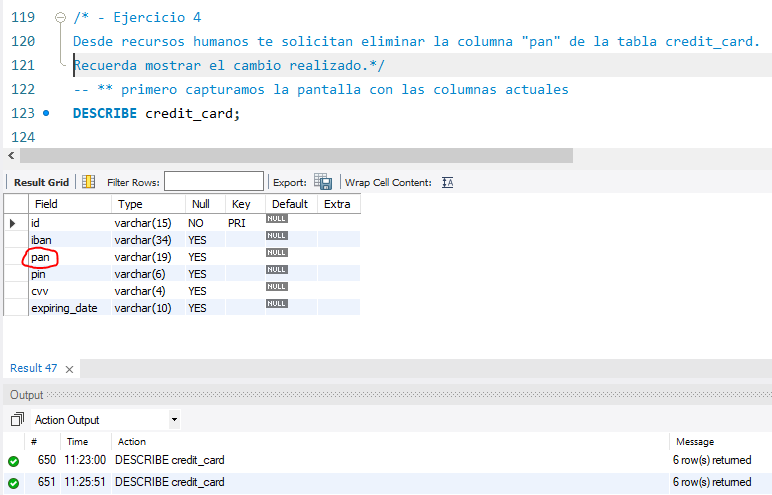 119 /* - Ejercicio 4
120 Desde recursos humanos te solicitan eliminar la columna "pan" de la tabla credit_card.
121 Recuerda mostrar el cambio realizado.*/
122 -- ** primero capturamos la pantalla con las columnas actuales
123 DESCRIBE credit_card;
124
Result Grid Filter Rows: Export: Wrap Cell Content: IA
Field Type Null Key Default Extra
id varchar(15) NO PRI NULL
iban varchar(34) YES NULL
pan varchar(19) YES NULL
pin varchar(6) YES NULL
cvv varchar(4) YES NULL
expiring_date varchar(10) YES NULL
Result 47
Output
Action Output
# Time Action Message
650 11:23:00 DESCRIBE credit_card 6 row(s) returned
651 11:25:51 DESCRIBE credit_card 6 row(s) returned